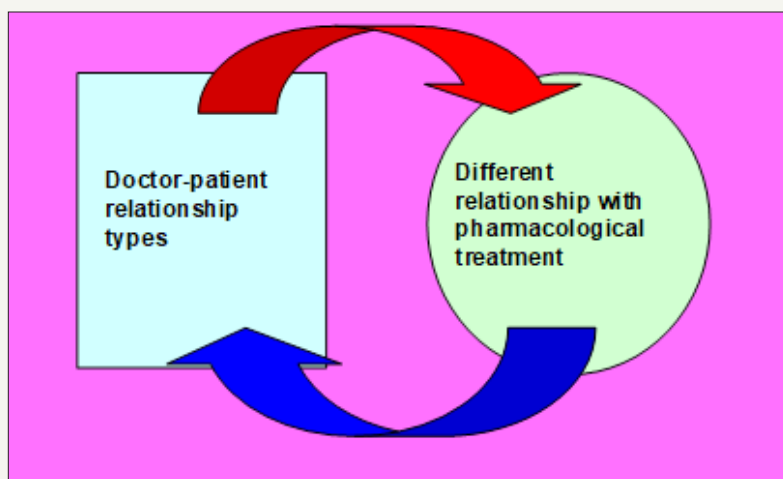 Doctor-patient
relationship
types
Different
relationship with
pharmacological
treatment